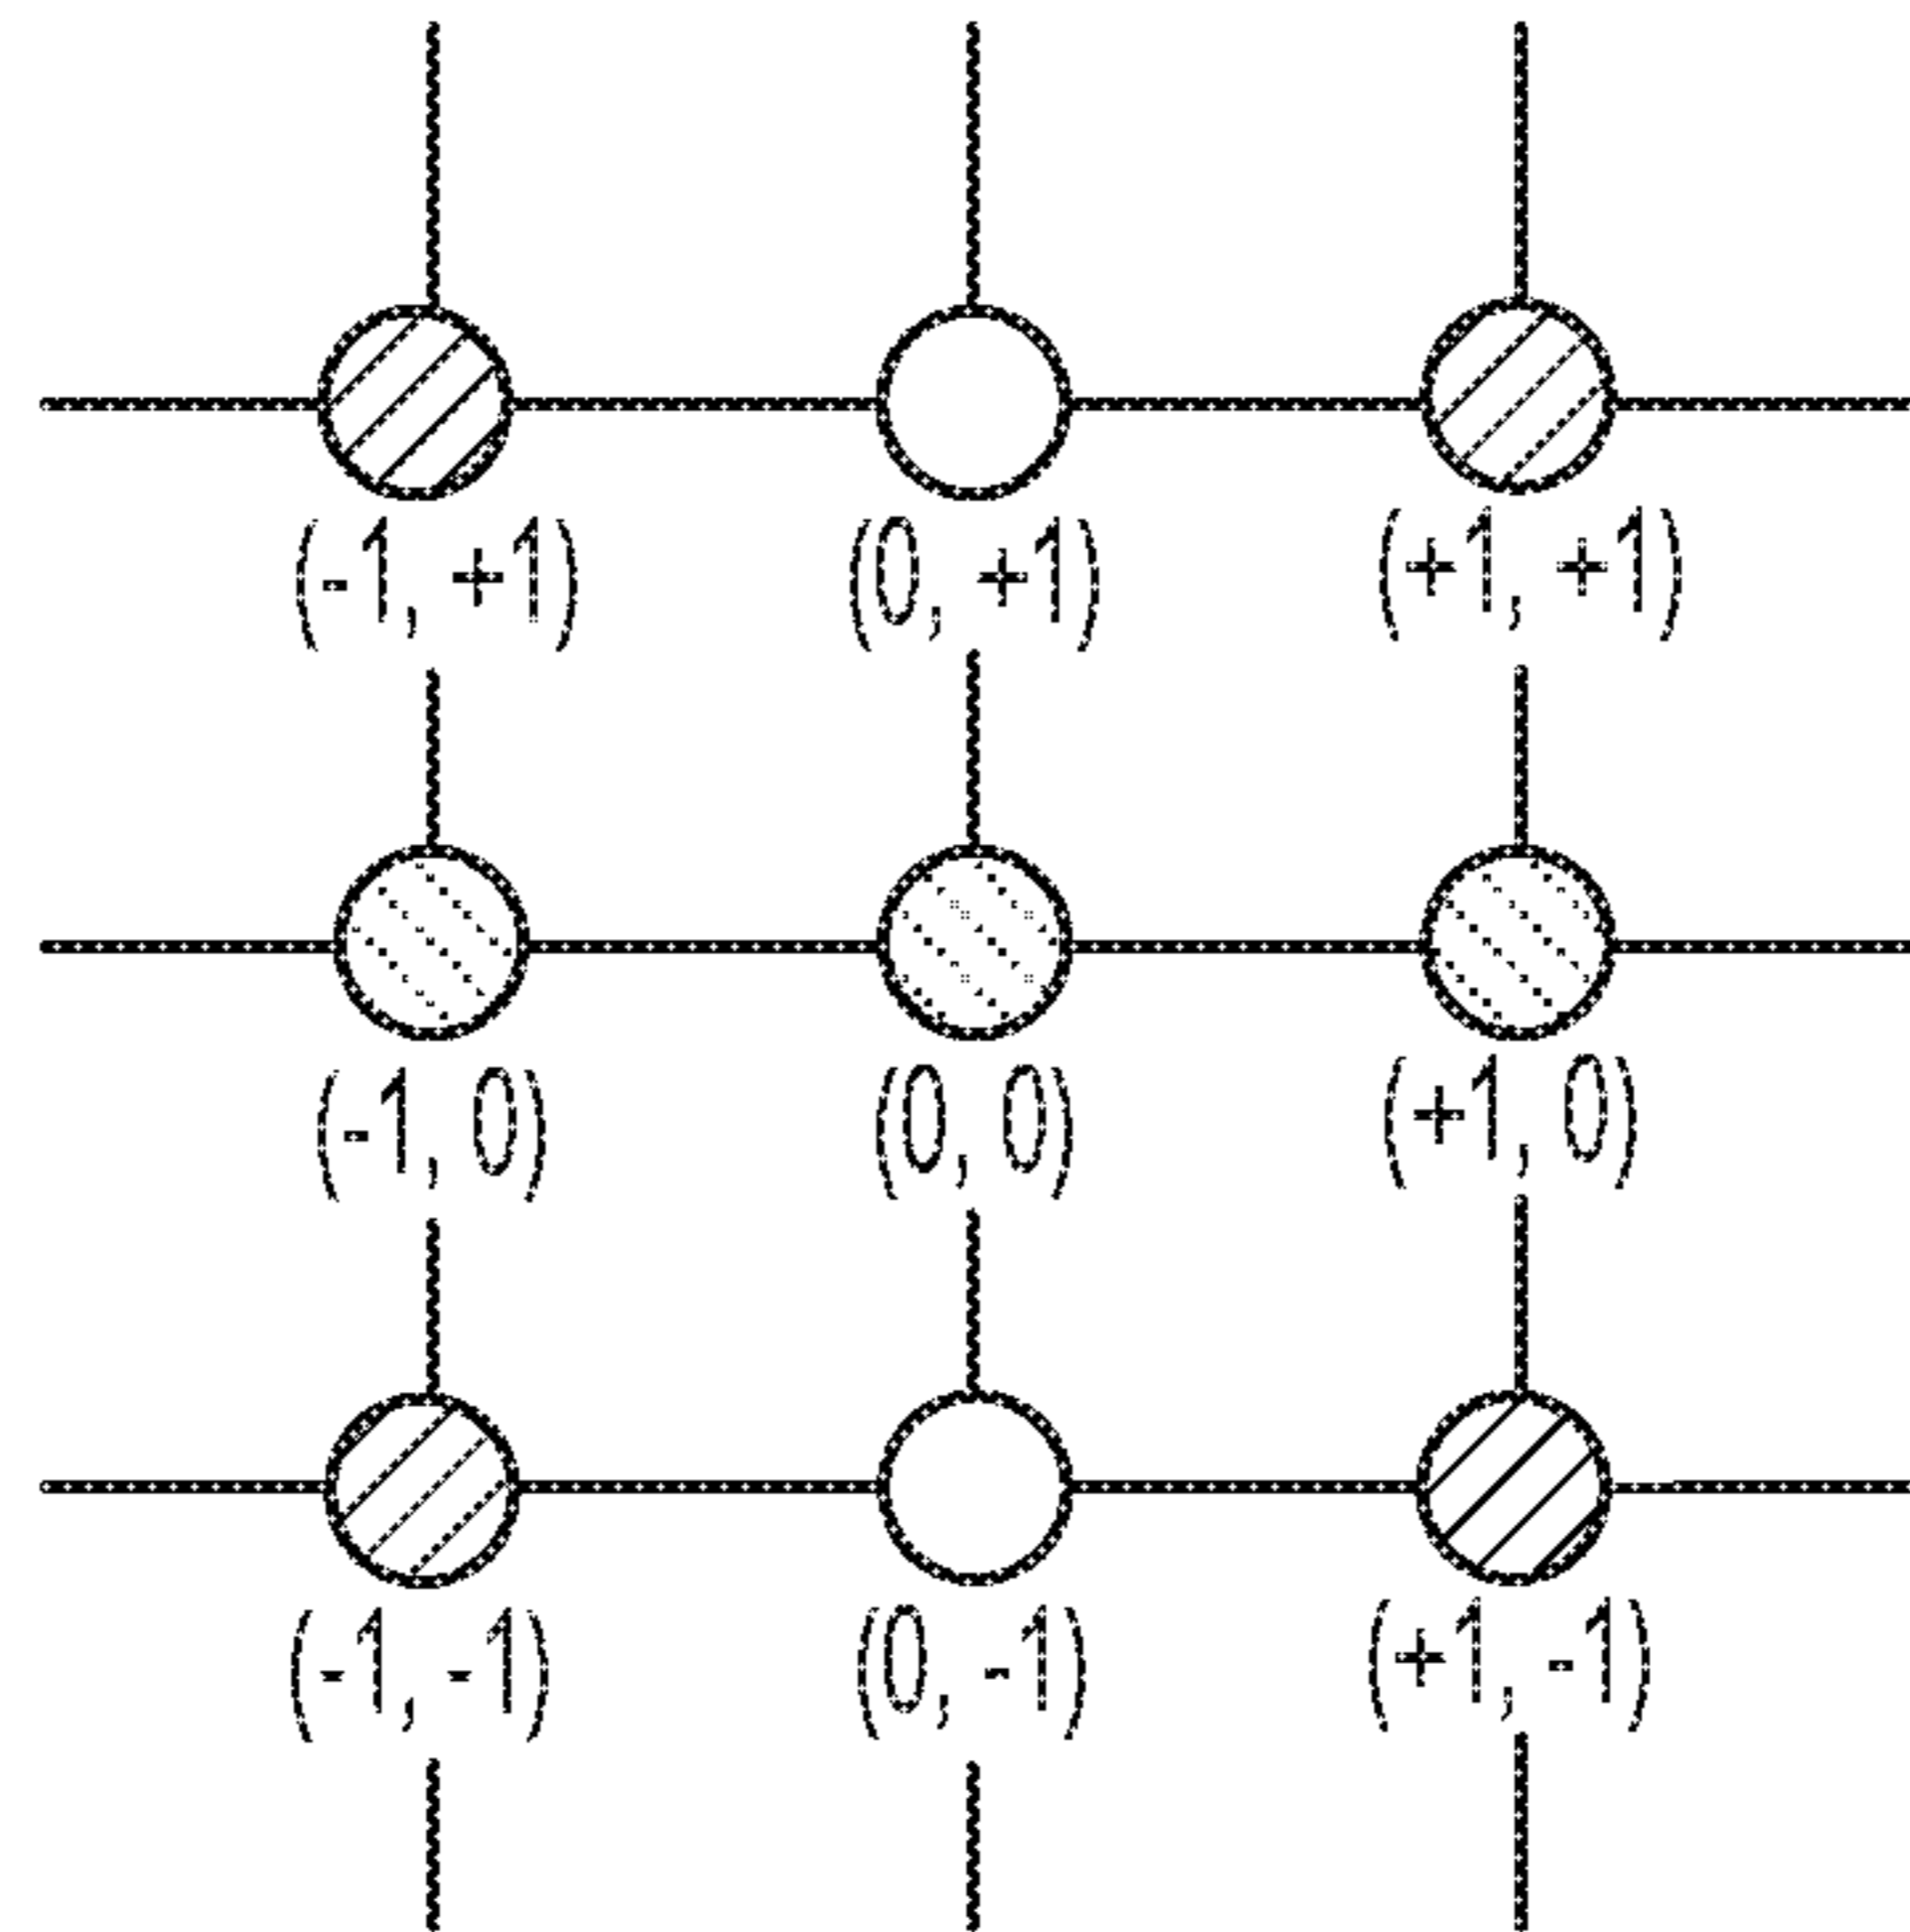 (-1, +1) (0, +1) (+1, +1)
(-1, 0) (0, 0) (+1, 0)
(-1, -1) (0, -1) (+1, -1)